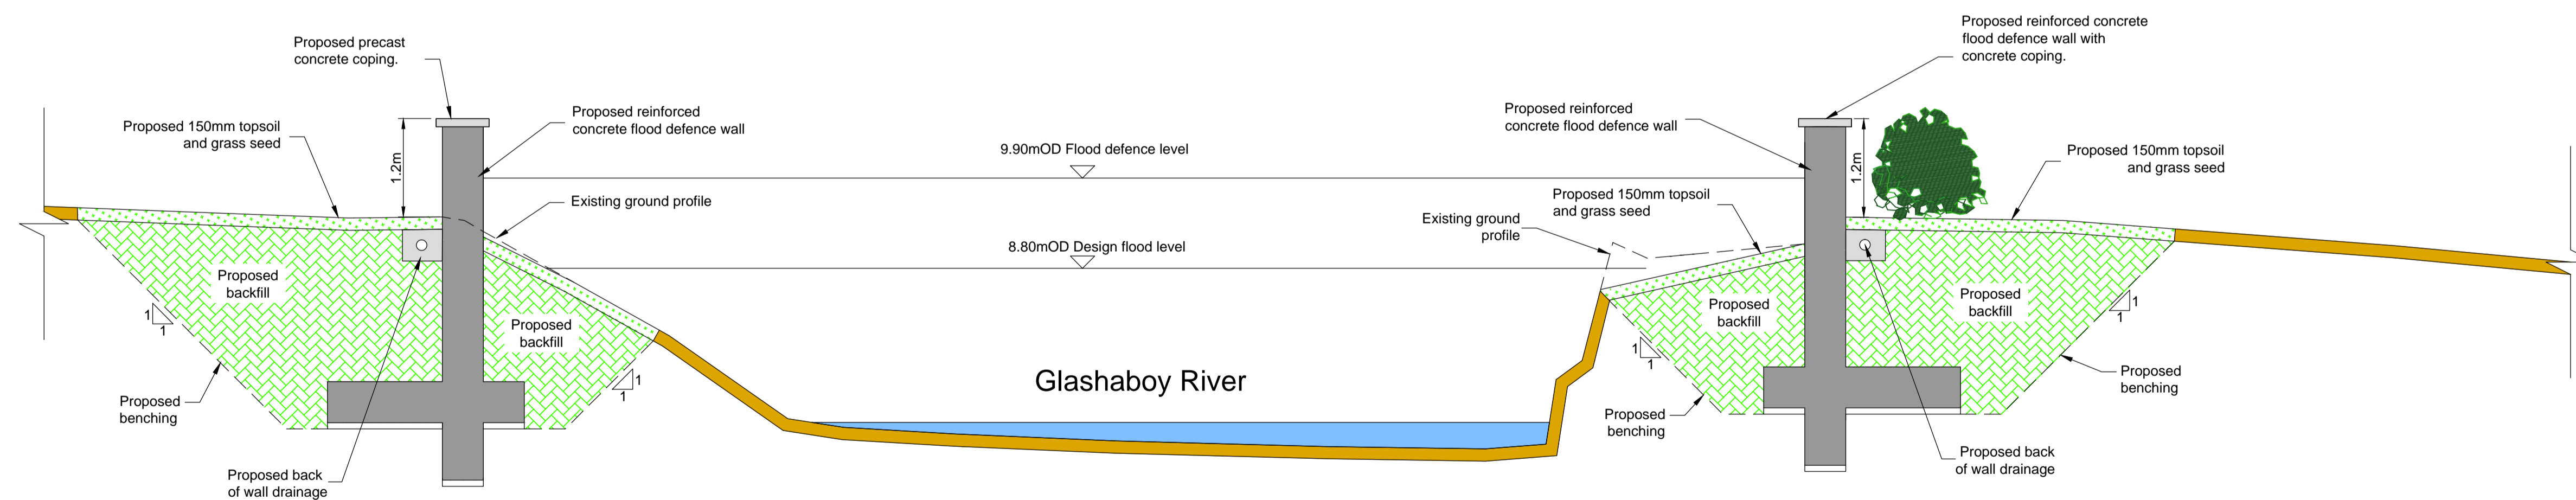 Proposed precast
concrete coping.
Proposed 150mm topsoil
and grass seed
1.2m
Proposed reinforced
concrete flood defence wall
Existing ground profile
Proposed
backfill
Proposed
backfill
1
1
1
1
Proposed
benching
Proposed back
of wall drainage
9.90mOD Flood defence level
8.80mOD Design flood level
Glashaboy River
Proposed reinforced concrete
flood defence wall with
concrete coping.
Proposed reinforced
concrete flood defence wall
1.2m
Proposed 150mm topsoil
and grass seed
Proposed 150mm topsoil
and grass seed
Existing ground
profile
Proposed
backfill
Proposed
backfill
1
1
1
1
Proposed
benching
Proposed
benching
Proposed back
of wall drainage